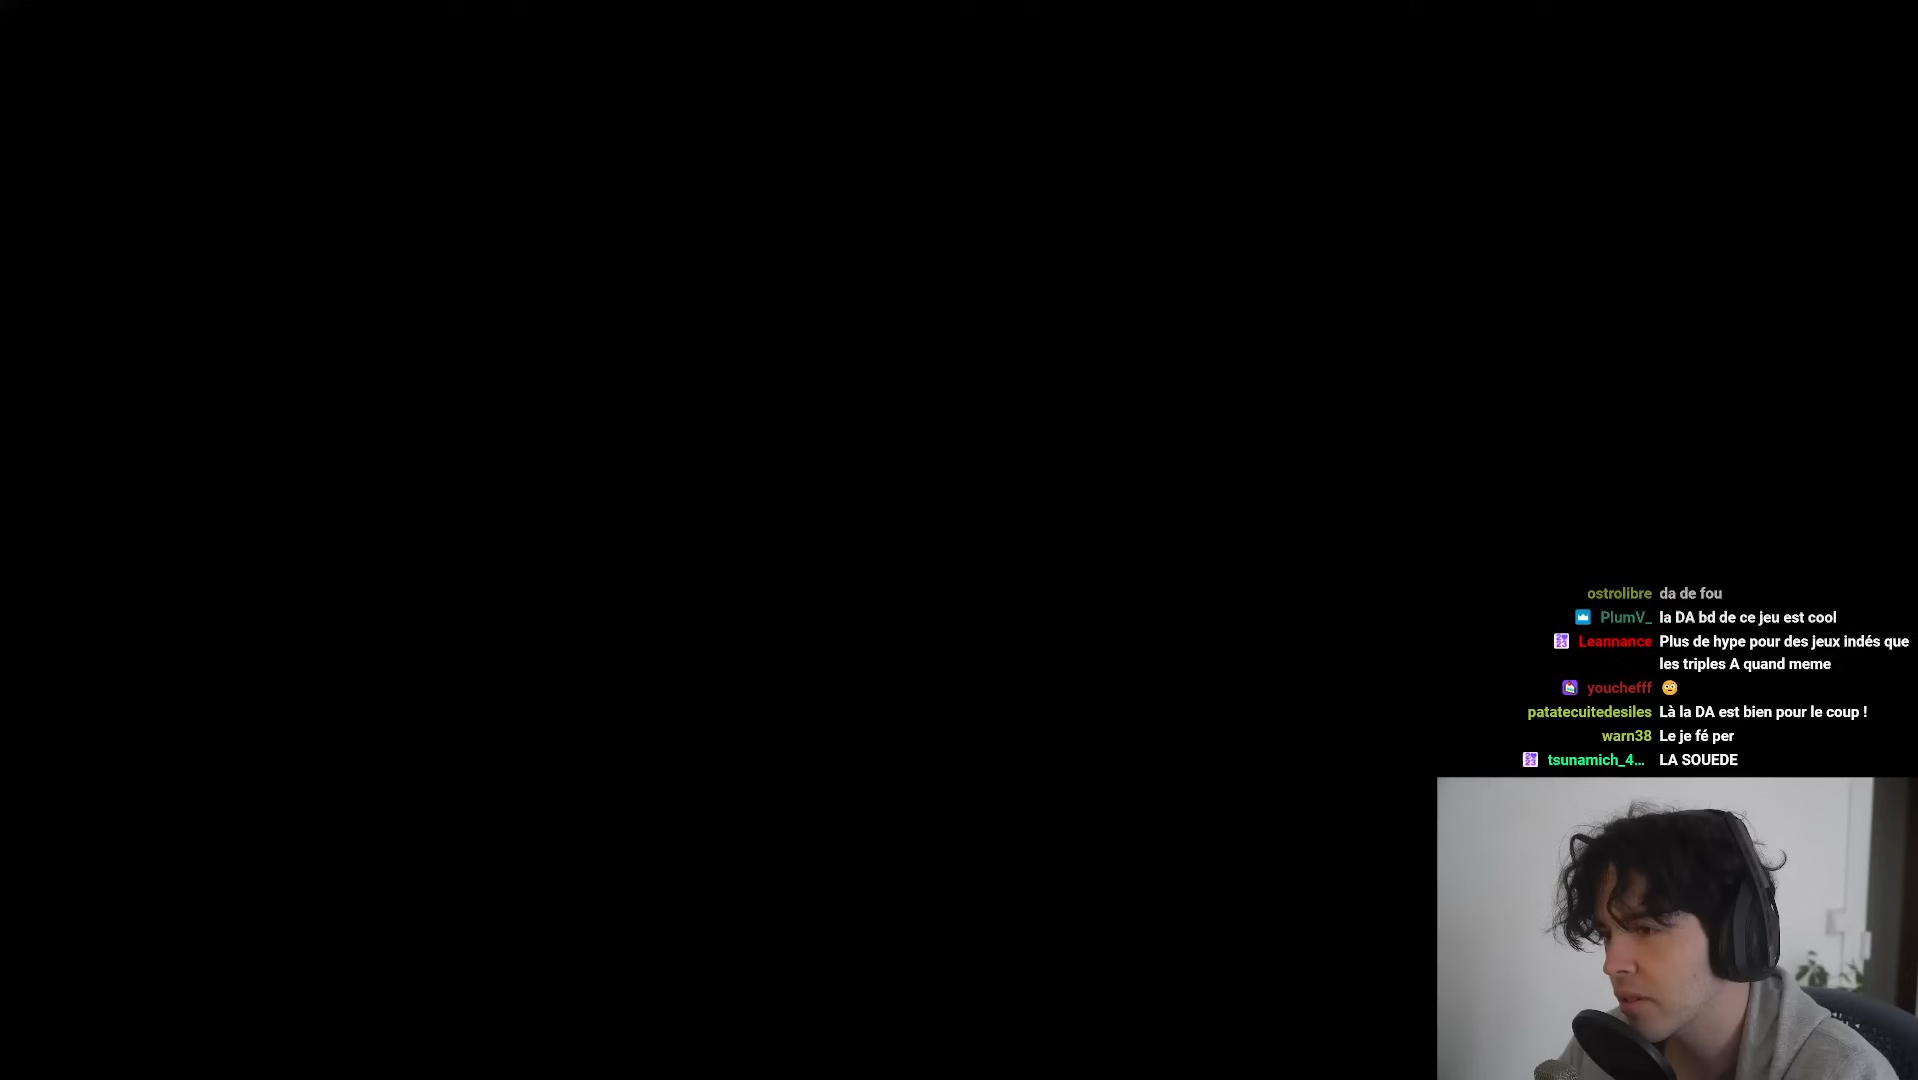 ostrolibre da de fou
PlumV_ la DA bd de ce jeu est cool
Leannance Plus de hype pour des jeux indés que
les triples A quand meme
youchefff 🤨
patatecuitedesiles Là la DA est bien pour le coup !
warn38 Le je fé per
tsunamich_4... LA SOUEDE